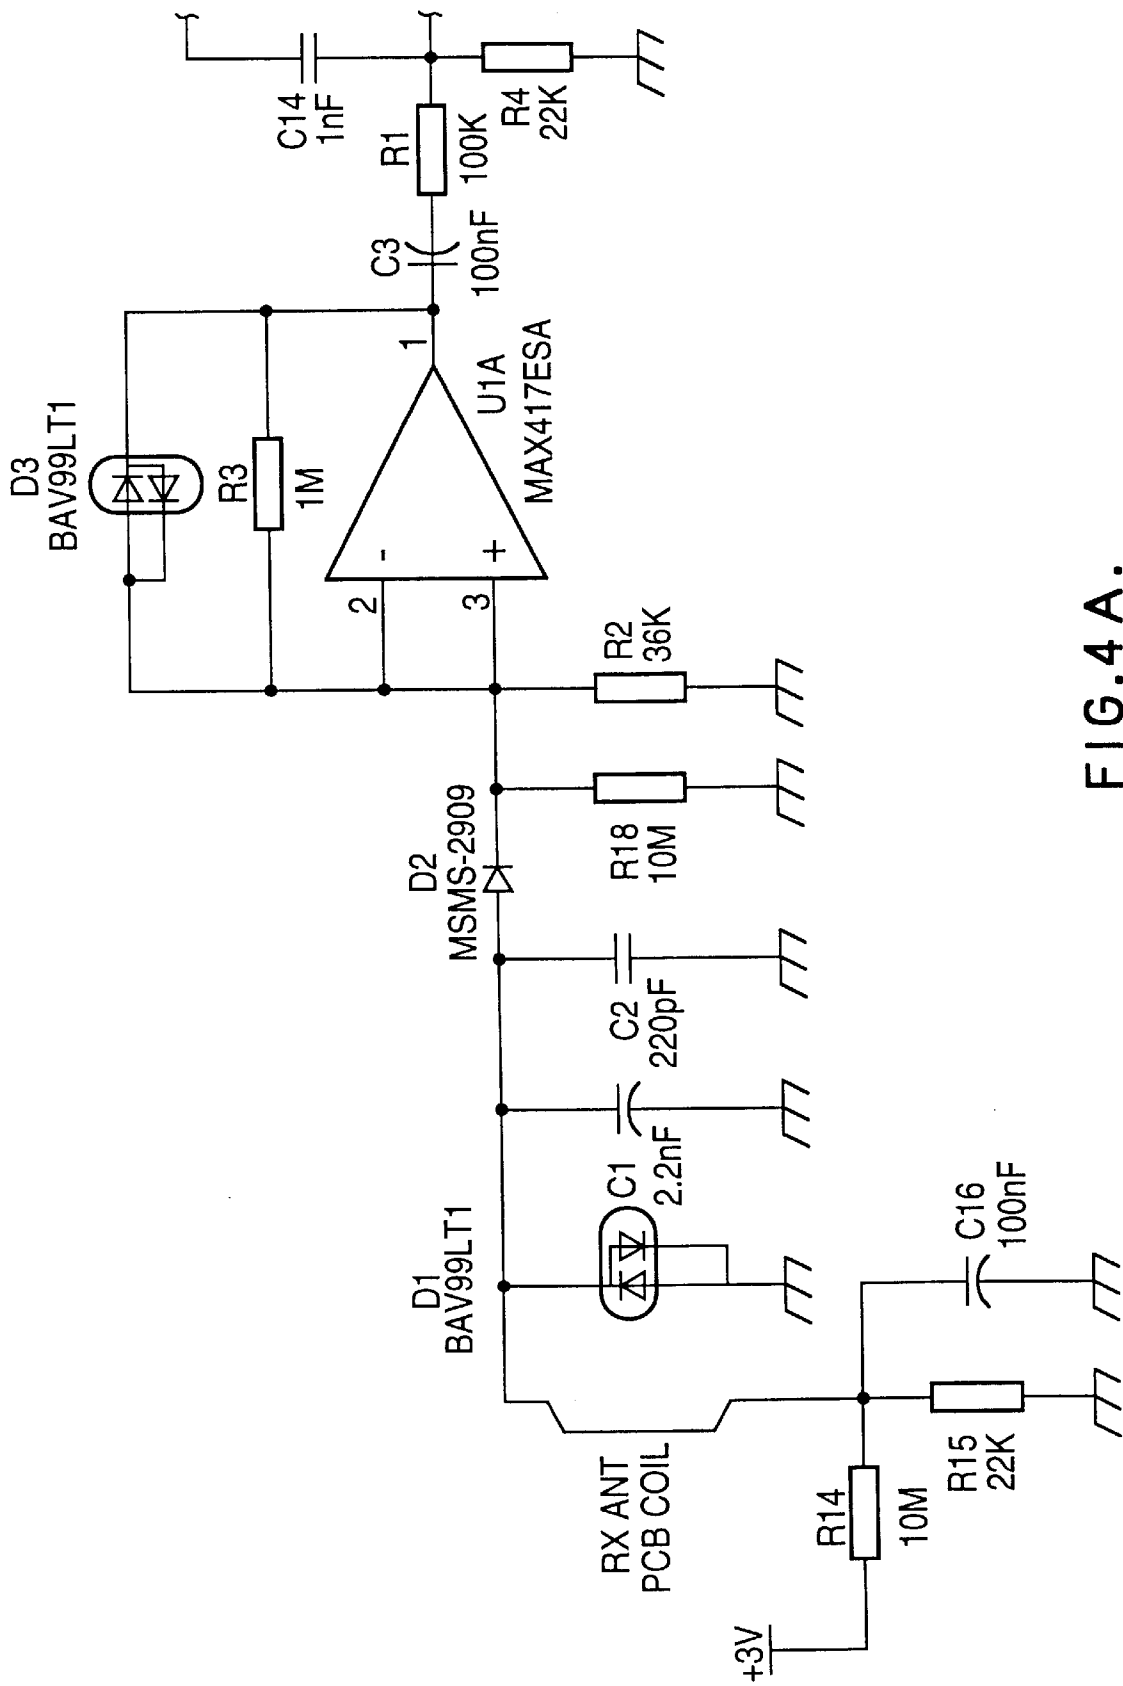 +3V
R14
10M
R15
22K
C16
100nF
RX ANT
PCB COIL
D1
BAV99LT1
C1
2.2nF
C2
220pF
D2
MSMS-2909
R18
10M
R2
36K
2
-
3
+
1
U1A
MAX417ESA
D3
BAV99LT1
R3
1M
C3
100nF
R1
100K
C14
1nF
R4
22K
FIG.4A.